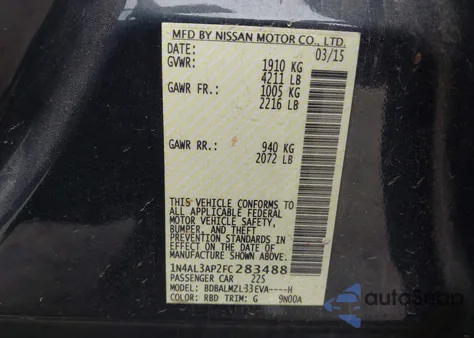 MFD BY NISSAN MOTOR CO., LTD.
DATE: 03/15
GVWR: 1910 KG
4211 LB
GAWR FR.: 1005 KG
2216 LB
GAWR RR.: 940 KG
2072 LB
THIS VEHICLE CONFORMS TO
ALL APPLICABLE FEDERAL
MOTOR VEHICLE SAFETY,
BUMPER, AND THEFT
PREVENTION STANDARDS IN
EFFECT ON THE DATE OF
MANUFACTURE SHOWN ABOVE.
1N4AL3AP2FC283488
PASSENGER CAR 225
MODEL: BDBALMZL33EVA----H
COLOR: RBD TRIM: G 9N00A
autoSnap